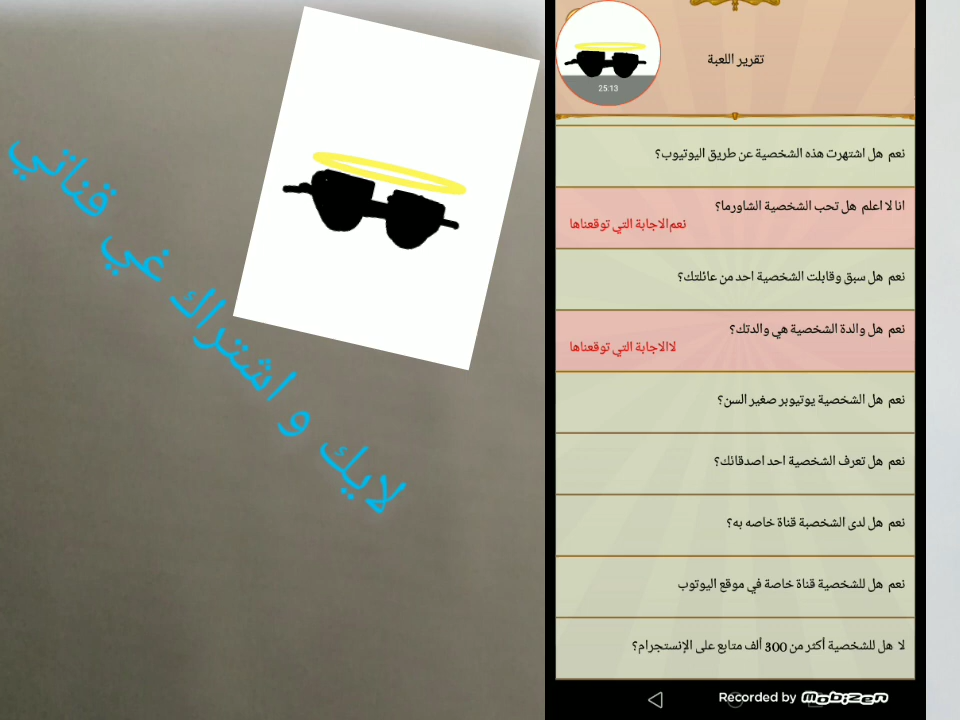 لايك و اشتراك غي قناتي
25:13
تقرير اللعبة
نعم هل اشتهرت هذه الشخصية عن طريق اليوتيوب؟
انا لا اعلم هل تحب الشخصية الشاورما؟
نعم الاجابة التي توقعناها
نعم هل سبق وقابلت الشخصية احد من عائلتك؟
نعم هل والدة الشخصية هي والدتك؟
لا الاجابة التي توقعناها
نعم هل الشخصية يوتيوبر صغير السن؟
نعم هل تعرف الشخصية احد اصدقائك؟
نعم هل لدى الشخصبة قناة خاصه به؟
نعم هل للشخصية قناة خاصة في موقع اليوتوب
لا هل للشخصية أكثر من 300 ألف متابع على الإنستجرام؟
Recorded by Mobizen